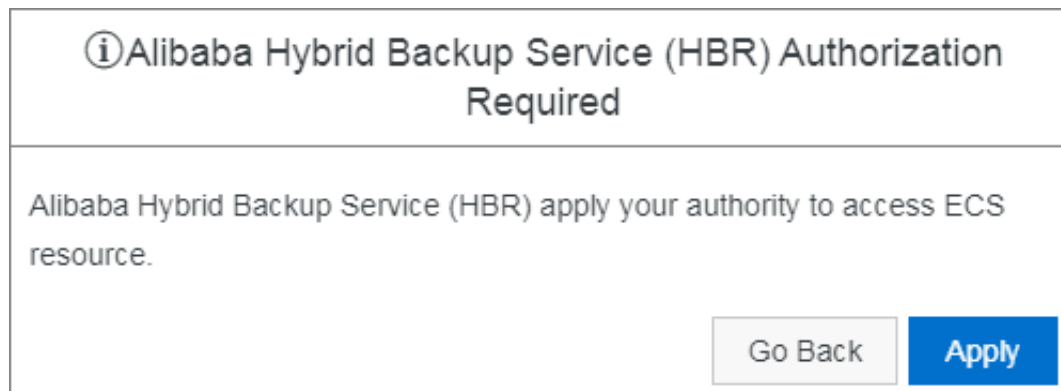 ⓘAlibaba Hybrid Backup Service (HBR) Authorization
Required
Alibaba Hybrid Backup Service (HBR) apply your authority to access ECS
resource.
Go Back Apply